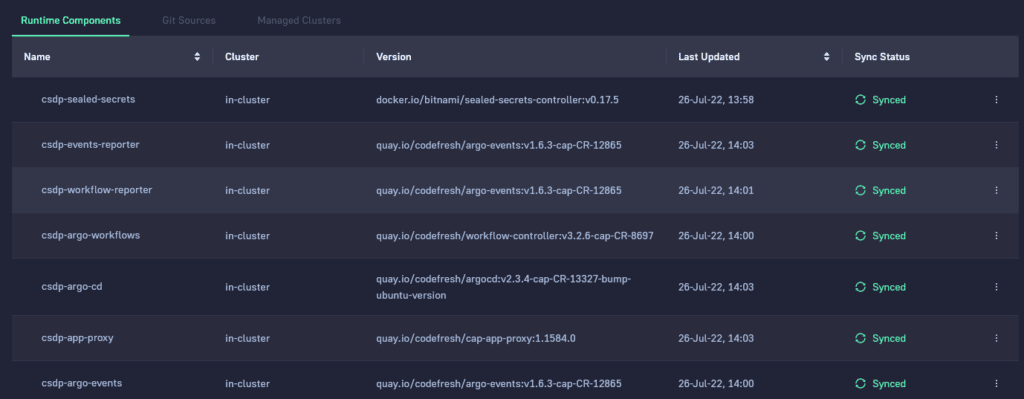 Runtime Components Git Sources Managed Clusters
Name Cluster Version Last Updated Sync Status
csdp-sealed-secrets in-cluster docker.io/bitnami/sealed-secrets-controller:v0.17.5 26-Jul-22, 13:58 Synced
csdp-events-reporter in-cluster quay.io/codefresh/argo-events:v1.6.3-cap-CR-12865 26-Jul-22, 14:03 Synced
csdp-workflow-reporter in-cluster quay.io/codefresh/argo-events:v1.6.3-cap-CR-12865 26-Jul-22, 14:01 Synced
csdp-argo-workflows in-cluster quay.io/codefresh/workflow-controller:v3.2.6-cap-CR-8697 26-Jul-22, 14:00 Synced
csdp-argo-cd in-cluster quay.io/codefresh/argocd:v2.3.4-cap-CR-13327-bump-
ubuntu-version 26-Jul-22, 14:03 Synced
csdp-app-proxy in-cluster quay.io/codefresh/cap-app-proxy:1.1584.0 26-Jul-22, 14:03 Synced
csdp-argo-events in-cluster quay.io/codefresh/argo-events:v1.6.3-cap-CR-12865 26-Jul-22, 14:00 Synced